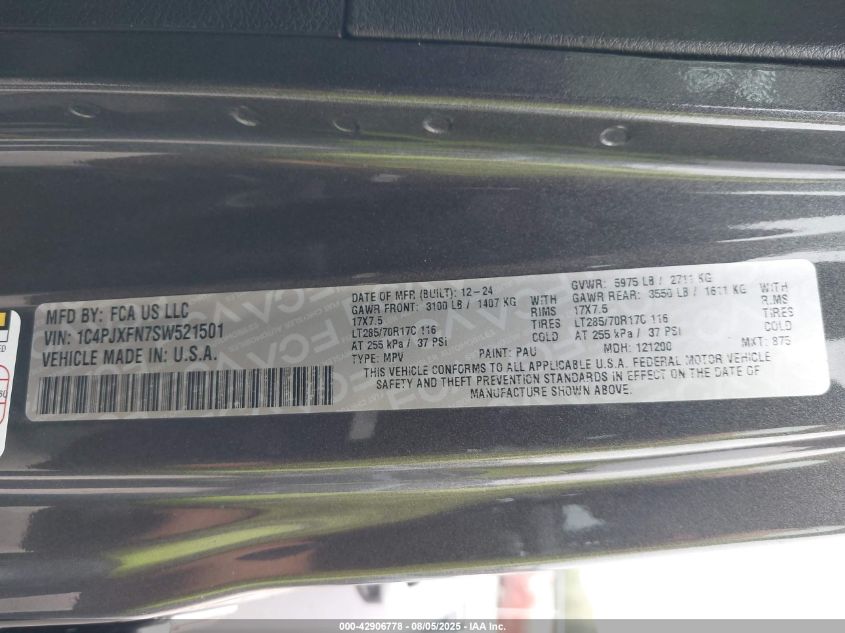 MFD BY: FCA US LLC
VIN: 1C4PJXFN7SW521501
VEHICLE MADE IN: U.S.A.
DATE OF MFR (BUILT): 12-24
GAWR FRONT: 3100 LB / 1407 KG WITH
17X7.5 RIMS
LT285/70R17C 116 TIRES
AT 255 kPa / 37 PSI COLD
GVWR: 5975 LB / 2711 KG
GAWR REAR: 3550 LB / 1611 KG WITH
17X7.5 RIMS
LT285/70R17C 116 TIRES
AT 255 kPa / 37 PSI COLD
TYPE: MPV PAINT: PAU MDH: 121200 MXT: 875
THIS VEHICLE CONFORMS TO ALL APPLICABLE U.S.A. FEDERAL MOTOR VEHICLE
SAFETY AND THEFT PREVENTION STANDARDS IN EFFECT ON THE DATE OF
MANUFACTURE SHOWN ABOVE.
000-42906778 - 08/05/2025 - IAA Inc.